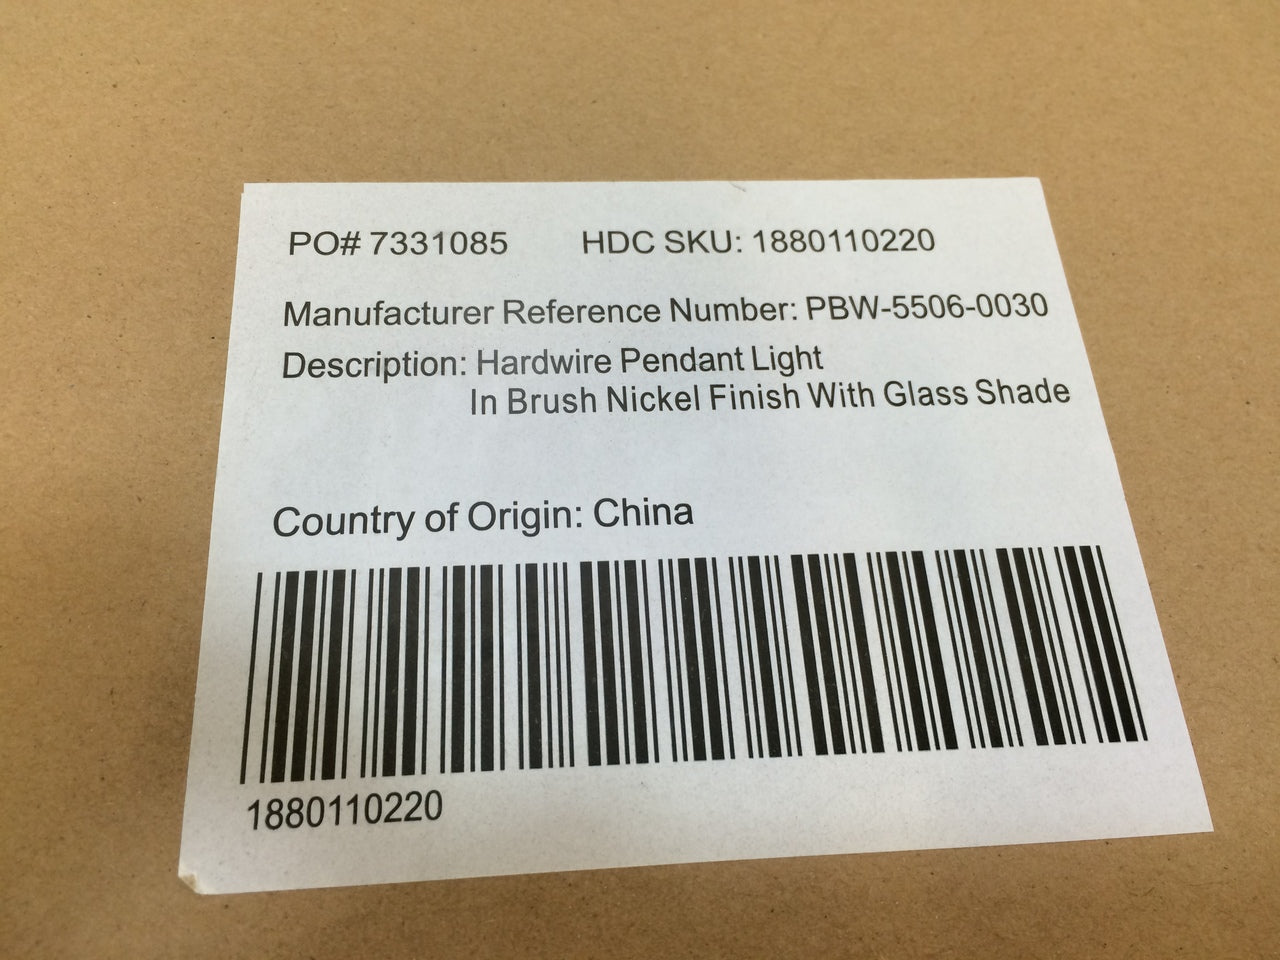 PO# 7331085 HDC SKU: 1880110220
Manufacturer Reference Number: PBW-5506-0030
Description: Hardwire Pendant Light
In Brush Nickel Finish With Glass Shade
Country of Origin: China
1880110220